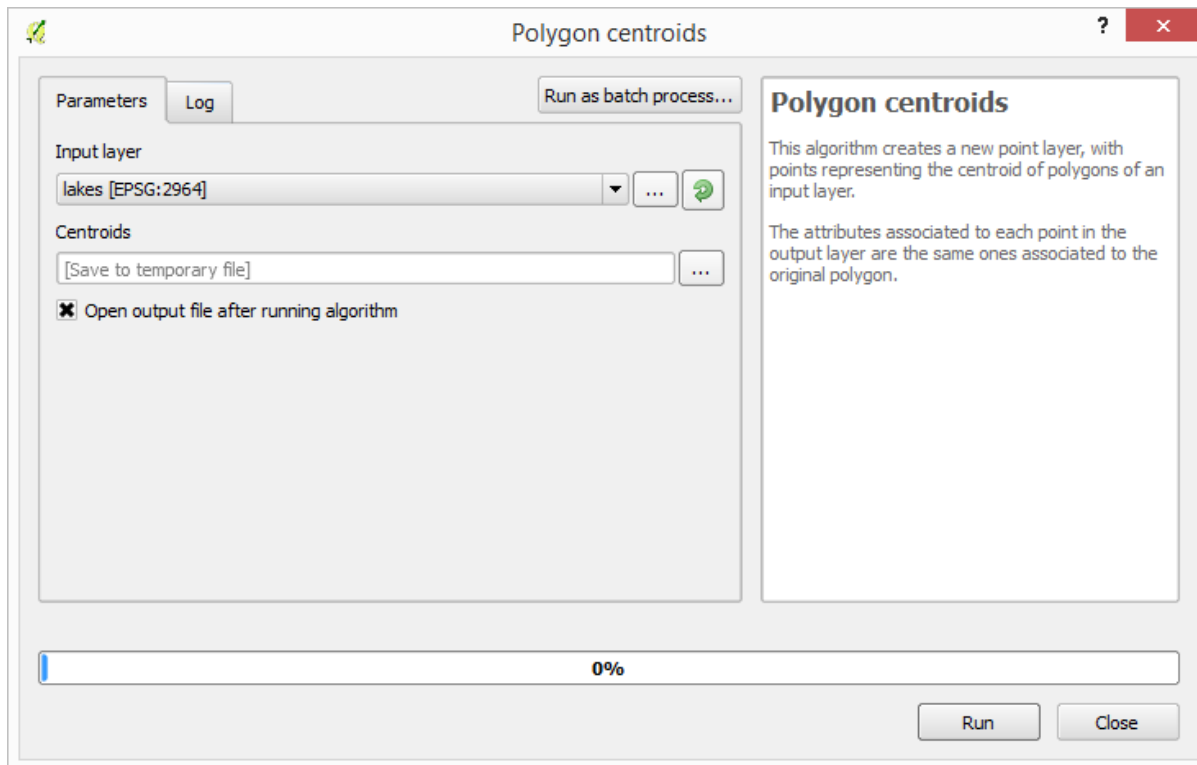 Polygon centroids
?
Parameters
Log
Run as batch process...
Input layer
lakes [EPSG:2964]
...
Centroids
[Save to temporary file]
...
Open output file after running algorithm
Polygon centroids
This algorithm creates a new point layer, with
points representing the centroid of polygons of an
input layer.
The attributes associated to each point in the
output layer are the same ones associated to the
original polygon.
0%
Run
Close